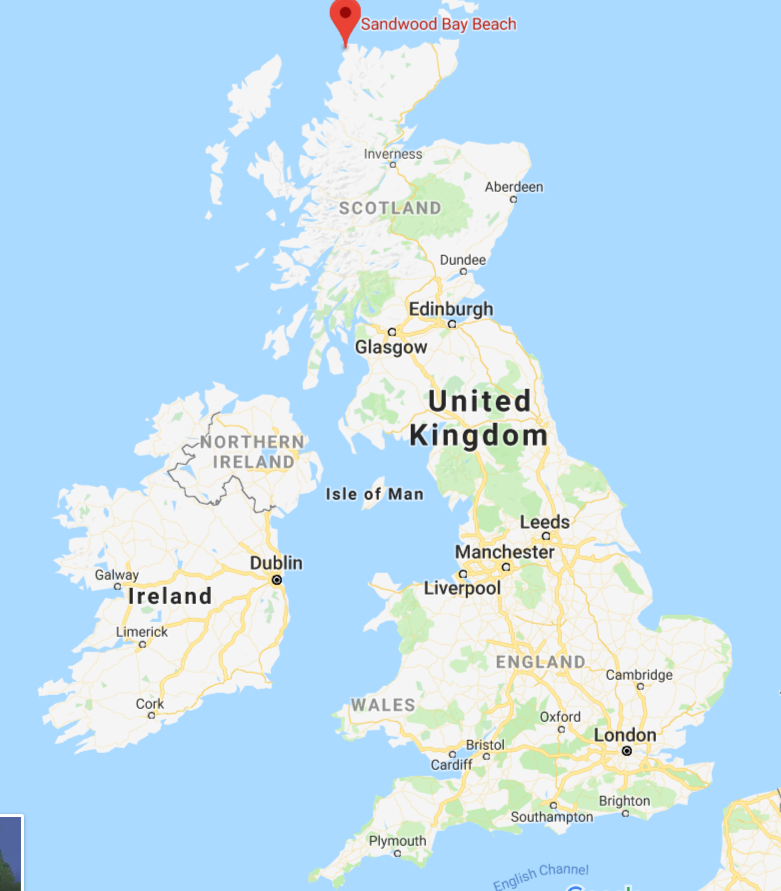 Sandwood Bay Beach
Inverness
Aberdeen
SCOTLAND
Dundee
Edinburgh
Glasgow
United
Kingdom
NORTHERN
IRELAND
Isle of Man
Leeds
Manchester
Dublin
Liverpool
Galway
Ireland
Limerick
ENGLAND
Cambridge
WALES
Cork
Oxford
London
Bristol
Cardiff
Brighton
Southampton
Plymouth
English Channel